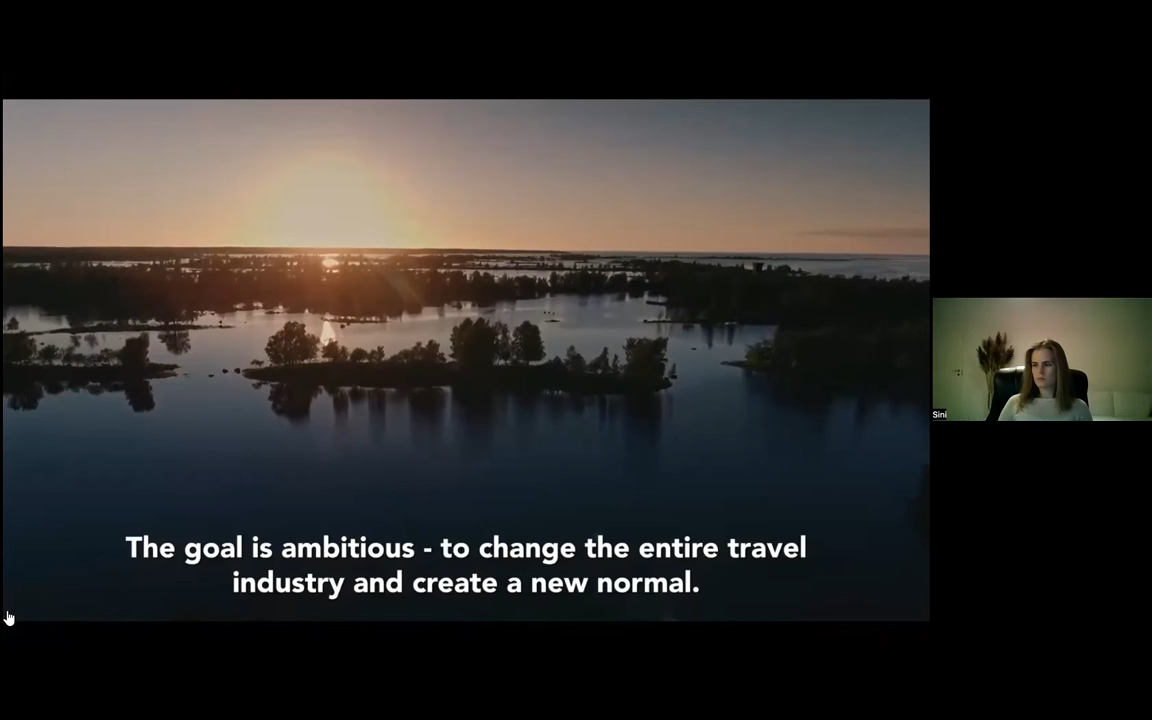 The goal is ambitious - to change the entire travel
industry and create a new normal.
Sini